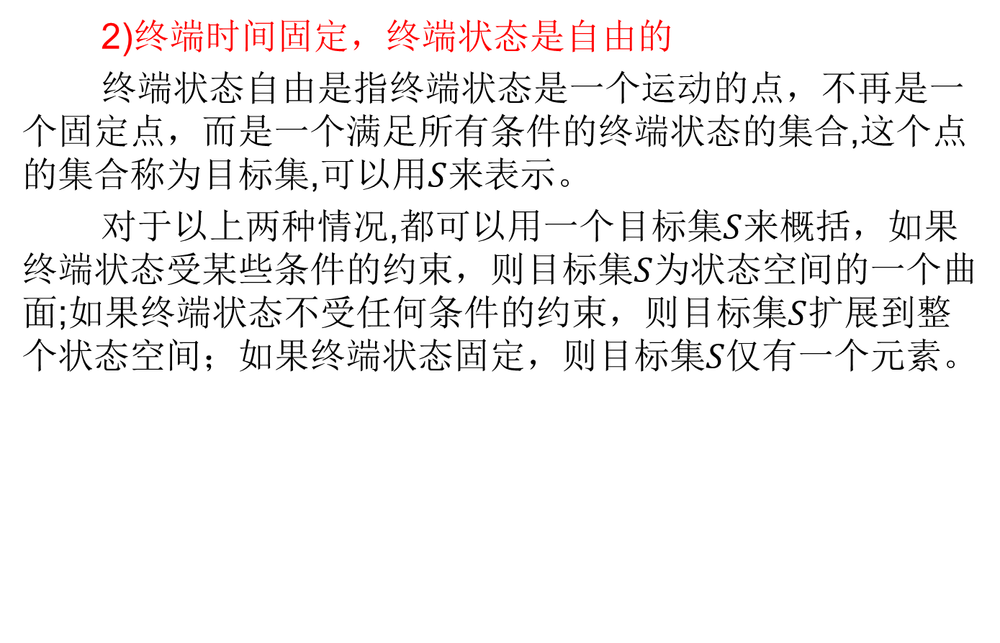 2)终端时间固定，终端状态是自由的
终端状态自由是指终端状态是一个运动的点，不再是一
个固定点，而是一个满足所有条件的终端状态的集合,这个点
的集合称为目标集,可以用S来表示。
对于以上两种情况,都可以用一个目标集S来概括，如果
终端状态受某些条件的约束，则目标集S为状态空间的一个曲
面;如果终端状态不受任何条件的约束，则目标集S扩展到整
个状态空间；如果终端状态固定，则目标集S仅有一个元素。